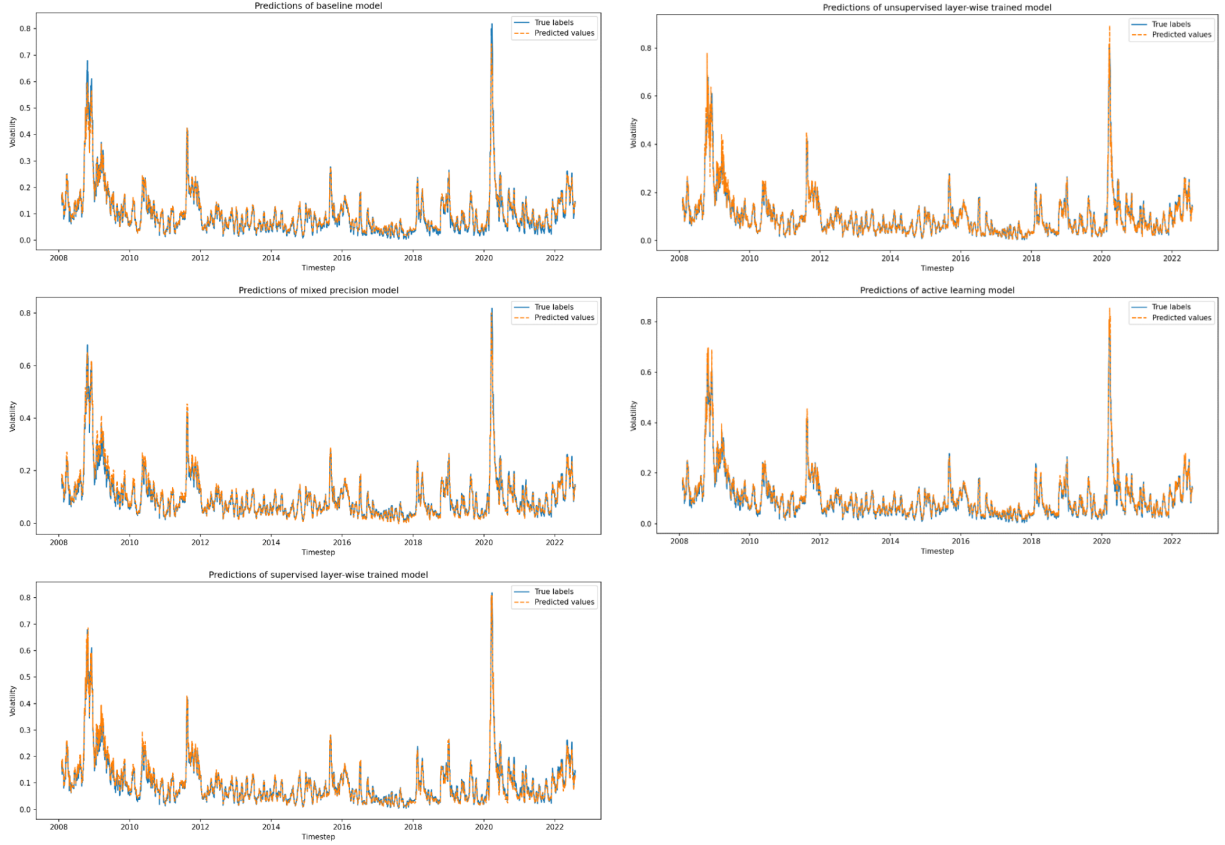 Predictions of baseline model
True labels
Predicted values
0.8
0.7
0.6
0.5
0.4
0.3
0.2
0.1
0.0
Volatility
2008 2010 2012 2014 2016 2018 2020 2022
Timestep
Predictions of unsupervised layer-wise trained model
True labels
Predicted values
0.8
0.6
0.4
0.2
0.0
Volatility
2008 2010 2012 2014 2016 2018 2020 2022
Timestep
Predictions of mixed precision model
True labels
Predicted values
0.8
0.6
0.4
0.2
0.0
Volatility
2008 2010 2012 2014 2016 2018 2020 2022
Timestep
Predictions of active learning model
True labels
Predicted values
0.8
0.6
0.4
0.2
0.0
Volatility
2008 2010 2012 2014 2016 2018 2020 2022
Timestep
Predictions of supervised layer-wise trained model
True labels
Predicted values
0.8
0.7
0.6
0.5
0.4
0.3
0.2
0.1
0.0
Volatility
2008 2010 2012 2014 2016 2018 2020 2022
Timestep